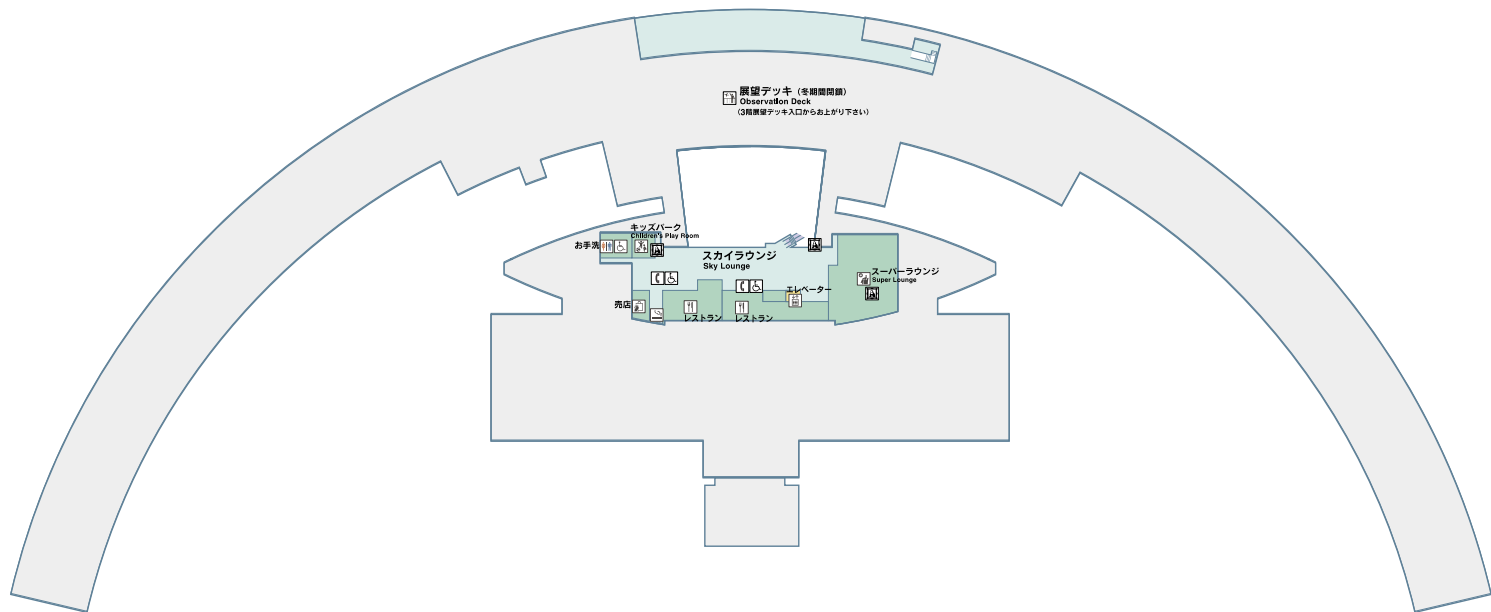 展望デッキ（冬期間閉鎖）
Observation Deck
（3階展望デッキ入口からお上がり下さい）
キッズパーク
Children's Play Room
お手洗
スカイラウンジ
Sky Lounge
スーパーラウンジ
Super Lounge
エレベーター
売店
レストラン
レストラン